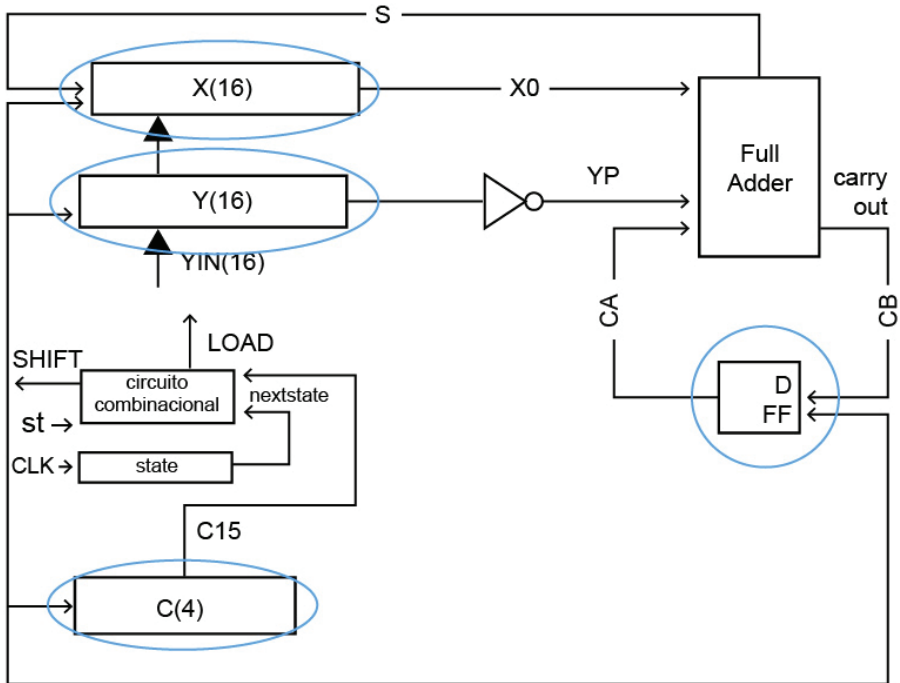 S
X(16)
X0
Full
Adder
carry
out
Y(16)
YP
YIN(16)
CA
CB
LOAD
SHIFT
circuito
combinacional
nextstate
st
D
FF
CLK
state
C15
C(4)